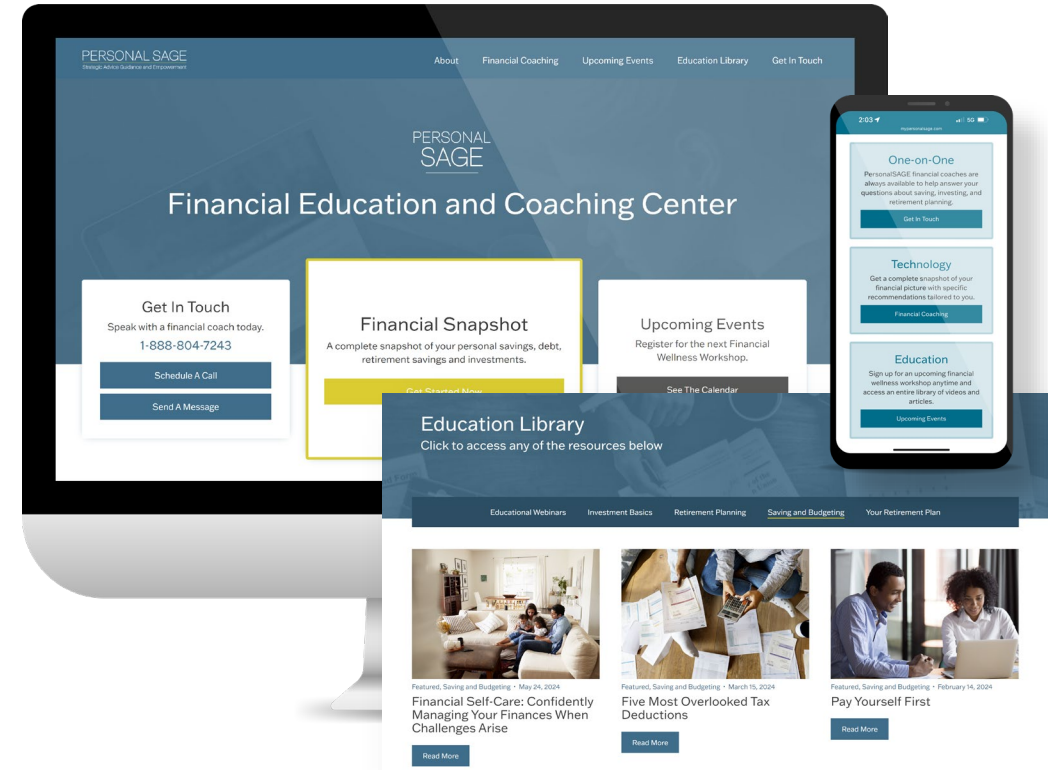 PERSONAL SAGE
Strategic Advice Guidance and Empowerment
About
Financial Coaching
Upcoming Events
Education Library
Get In Touch
PERSONAL
SAGE
Financial Education and Coaching Center
Get In Touch
Speak with a financial coach today.
1-888-804-7243
Schedule A Call
Send A Message
Financial Snapshot
A complete snapshot of your personal savings, debt,
retirement savings and investments.
Get Started Now
Upcoming Events
Register for the next Financial
Wellness Workshop.
See The Calendar
2:03
5G
mypersonalsage.com
One-on-One
PersonalSAGE financial coaches are
always available to help answer your
questions about saving, investing, and
retirement planning.
Get In Touch
Technology
Get a complete snapshot of your
financial picture with specific
recommendations tailored to you.
Financial Coaching
Education
Sign up for an upcoming financial
wellness workshop anytime and
access an entire library of videos and
articles.
Upcoming Events
Education Library
Click to access any of the resources below
Educational Webinars
Investment Basics
Retirement Planning
Saving and Budgeting
Your Retirement Plan
Featured, Saving and Budgeting • May 24, 2024
Financial Self-Care: Confidently
Managing Your Finances When
Challenges Arise
Read More
Featured, Saving and Budgeting • March 15, 2024
Five Most Overlooked Tax
Deductions
Read More
Featured, Saving and Budgeting • February 14, 2024
Pay Yourself First
Read More